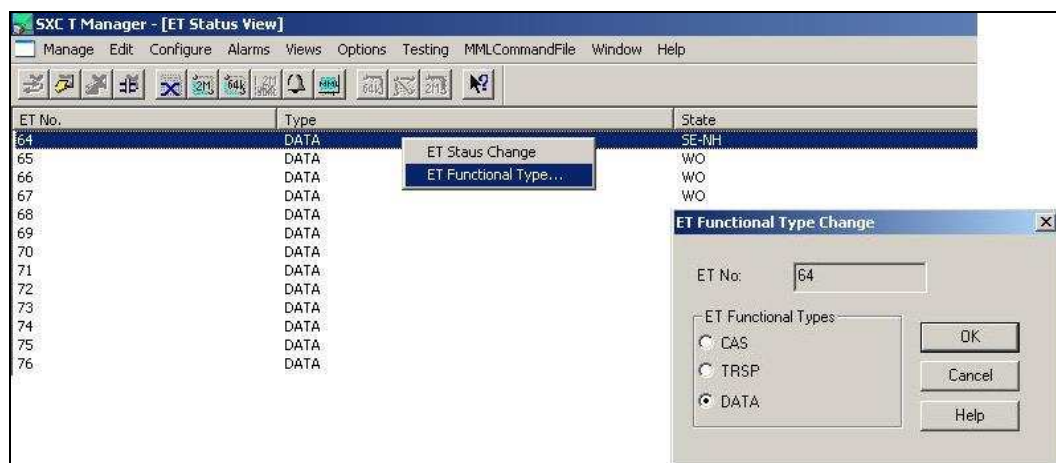 SXC T Manager - [ET Status View]
Manage Edit Configure Alarms Views Options Testing MMLCommandFile Window Help
ET No. Type State
64 DATA SE-NH
65 DATA WO
66 DATA WO
67 DATA WO
68 DATA
69 DATA
70 DATA
71 DATA
72 DATA
73 DATA
74 DATA
75 DATA
76 DATA
ET Staus Change
ET Functional Type...
ET Functional Type Change
ET No: 64
ET Functional Types
CAS
TRSP
DATA
OK
Cancel
Help